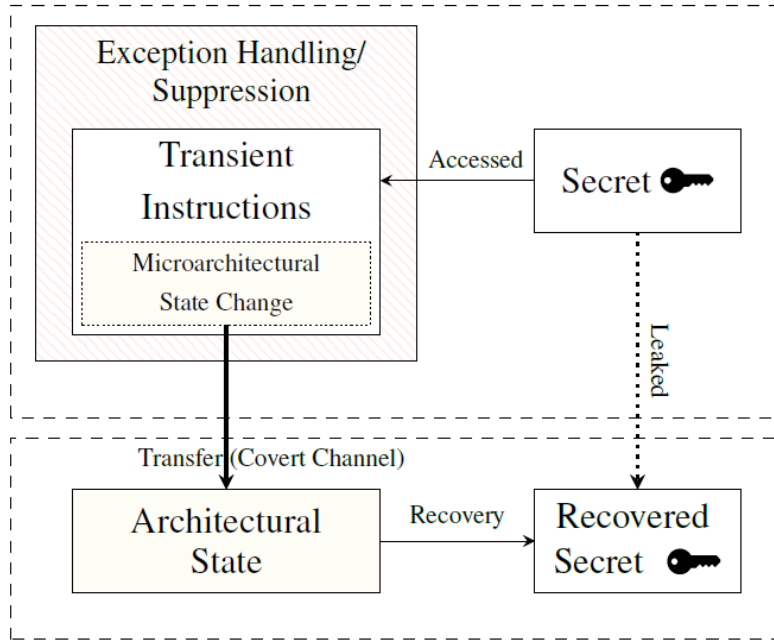 Exception Handling/
Suppression
Transient
Instructions
Microarchitectural
State Change
Accessed
Secret
Leaked
Transfer (Covert Channel)
Architectural
State
Recovery
Recovered
Secret